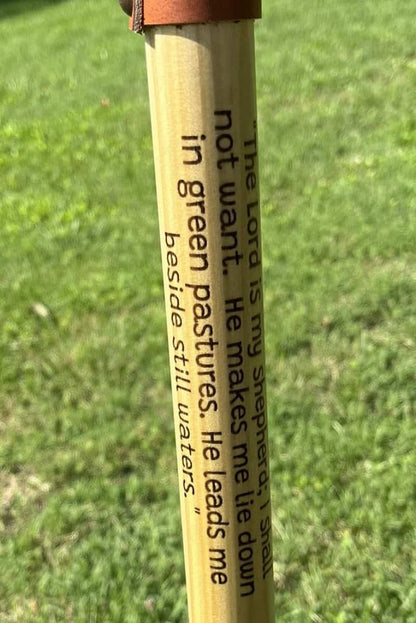 "The Lord is my shepherd, I shall
not want. He makes me lie down
in green pastures. He leads me
beside still waters."